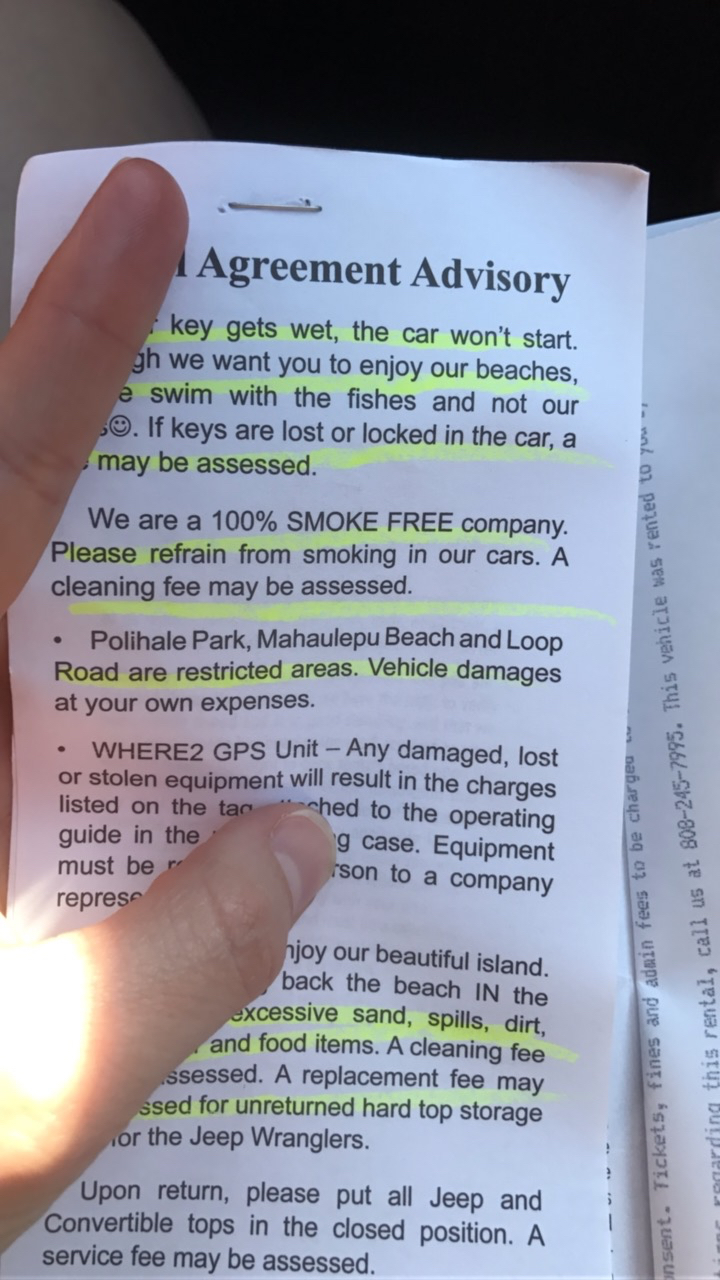 Agreement Advisory
key gets wet, the car won't start.
we want you to enjoy our beaches,
swim with the fishes and not our
☺. If keys are lost or locked in the car, a
may be assessed.
We are a 100% SMOKE FREE company.
Please refrain from smoking in our cars. A
cleaning fee may be assessed.
• Polihale Park, Mahaulepu Beach and Loop
Road are restricted areas. Vehicle damages
at your own expenses.
• WHERE2 GPS Unit – Any damaged, lost
or stolen equipment will result in the charges
listed on the tag to the operating
guide in the case. Equipment
must be to a company
our beautiful island.
back the beach IN the
excessive sand, spills, dirt,
and food items. A cleaning fee
A replacement fee may
for unreturned hard top storage
for the Jeep Wranglers.
Upon return, please put all Jeep and
Convertible tops in the closed position. A
service fee may be assessed.
Tickets, fines and admin fees to be charged to
regarding this rental, call us at 808-245-7995. This vehicle was rented to you